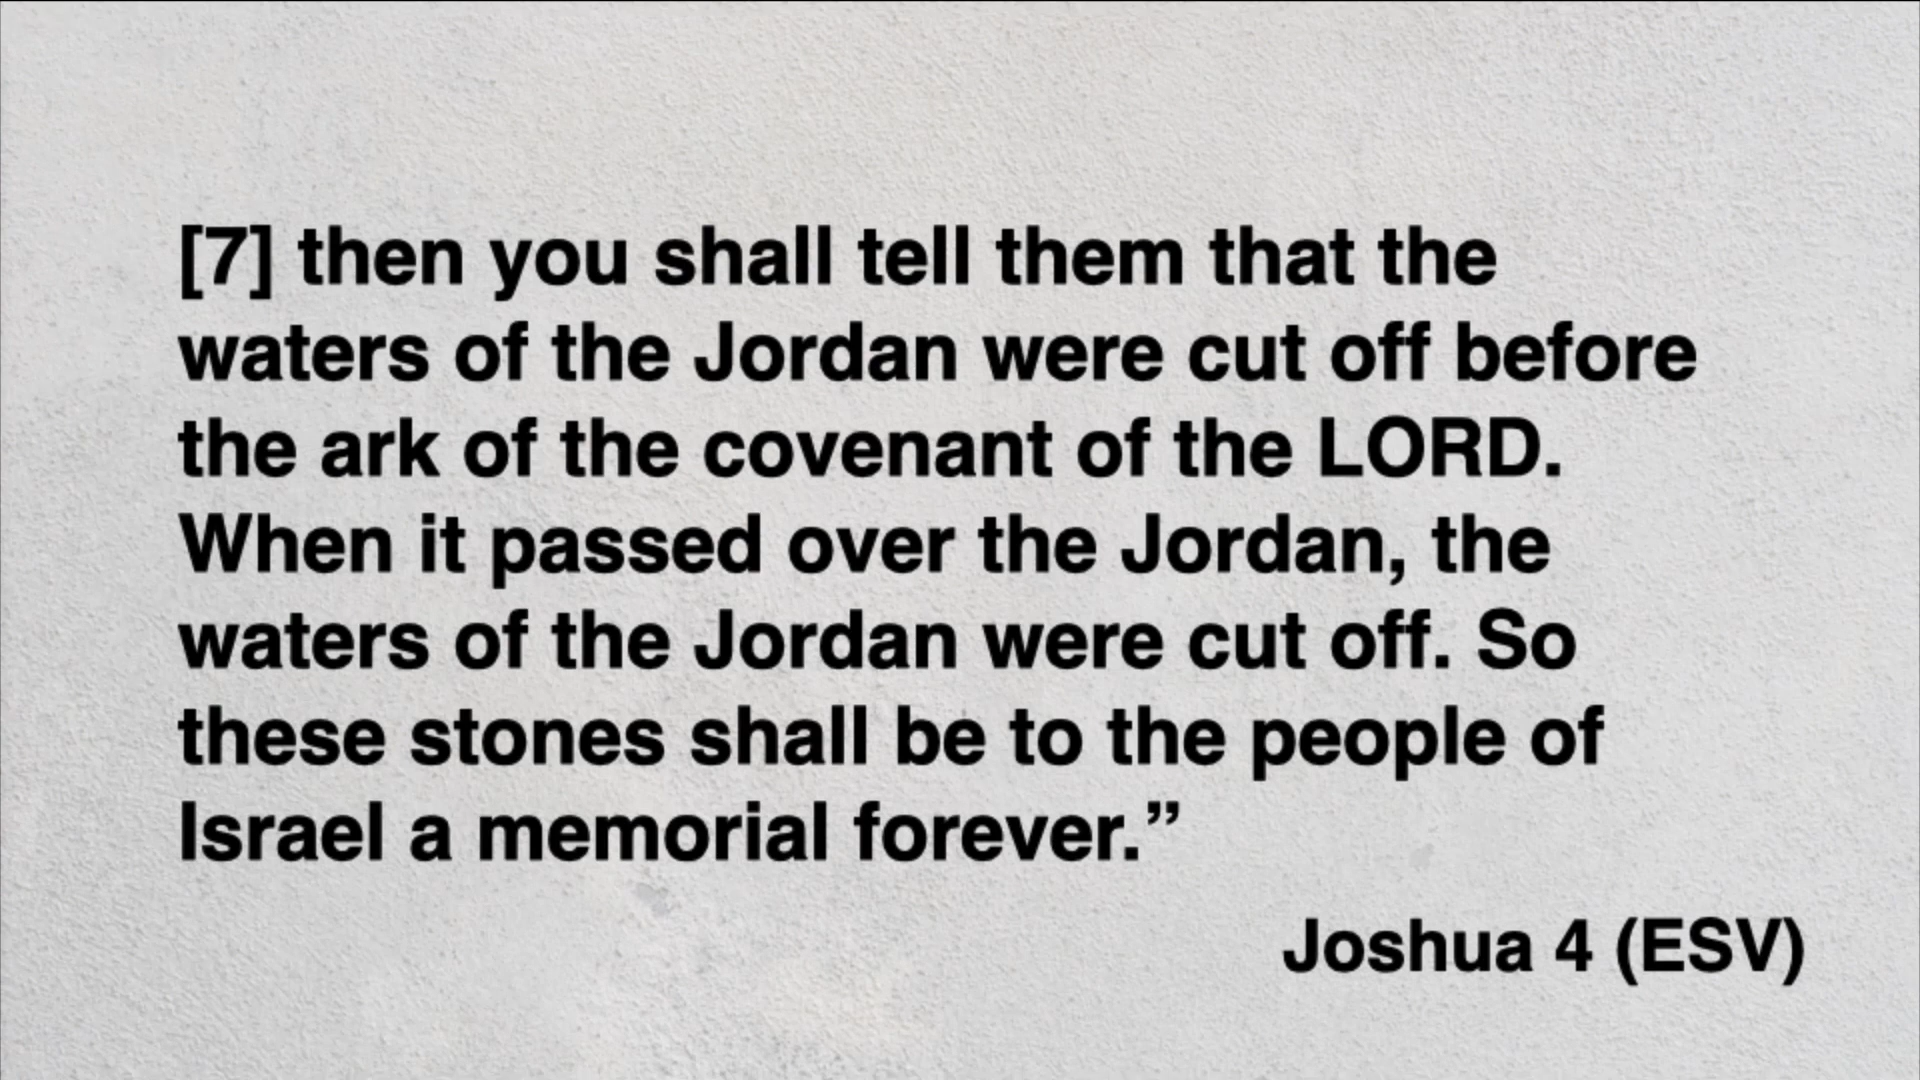 [7] then you shall tell them that the
waters of the Jordan were cut off before
the ark of the covenant of the LORD.
When it passed over the Jordan, the
waters of the Jordan were cut off. So
these stones shall be to the people of
Israel a memorial forever.”
Joshua 4 (ESV)